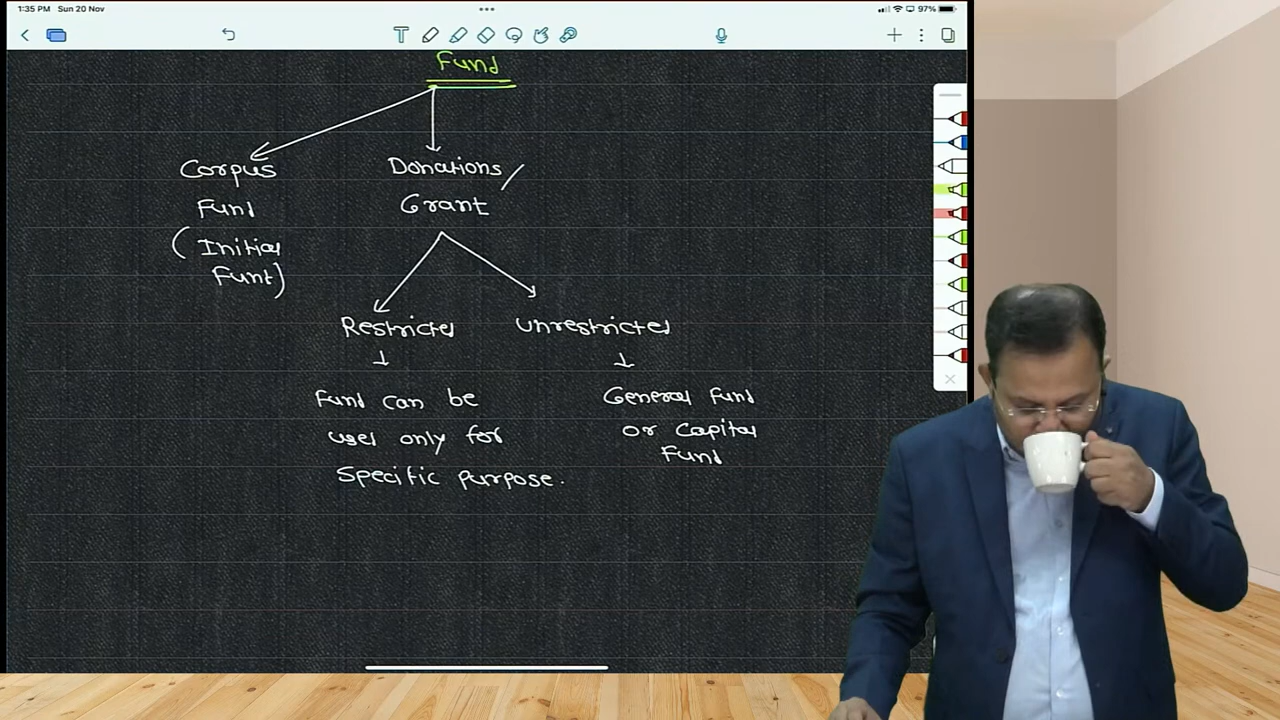 1:35 PM Sun 20 Nov
97%
Fund
Corpus
Fund
(Initial
Funt)
Donations/
Grant
Restricted
Unrestricted
Fund can be
used only for
Specific purpose.
General Fund
Or Capital
Fund